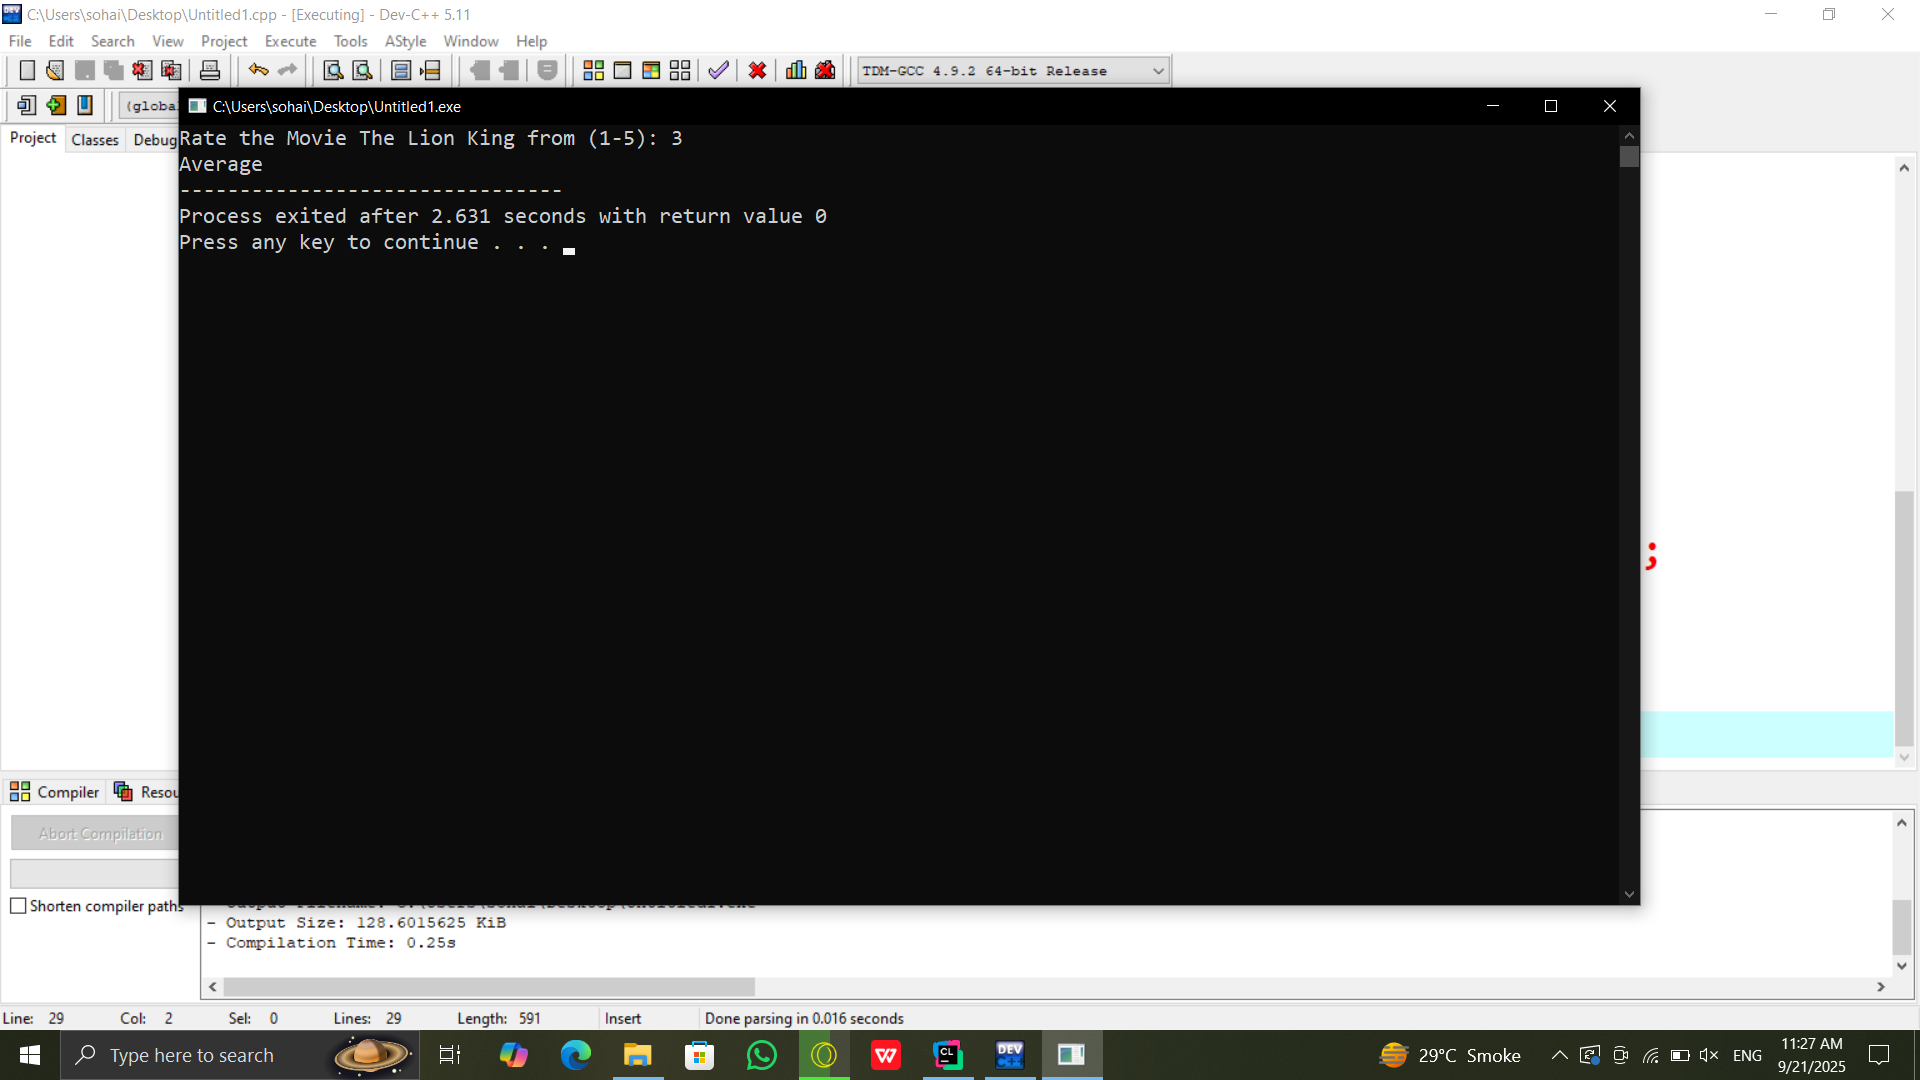 C:\Users\sohai\Desktop\Untitled1.cpp - [Executing] - Dev-C++ 5.11
File Edit Search View Project Execute Tools AStyle Window Help
TDM-GCC 4.9.2 64-bit Release
(globa
C:\Users\sohai\Desktop\Untitled1.exe
Project Classes Debug
Rate the Movie The Lion King from (1-5): 3
Average
--------------------------------
Process exited after 2.631 seconds with return value 0
Press any key to continue . . .
;
Compiler Resou
Abort Compilation
Shorten compiler paths
- Output Size: 128.6015625 KiB
- Compilation Time: 0.25s
Line: 29 Col: 2 Sel: 0 Lines: 29 Length: 591 Insert Done parsing in 0.016 seconds
Type here to search
CL
DEV C++
29°C Smoke
ENG
11:27 AM
9/21/2025